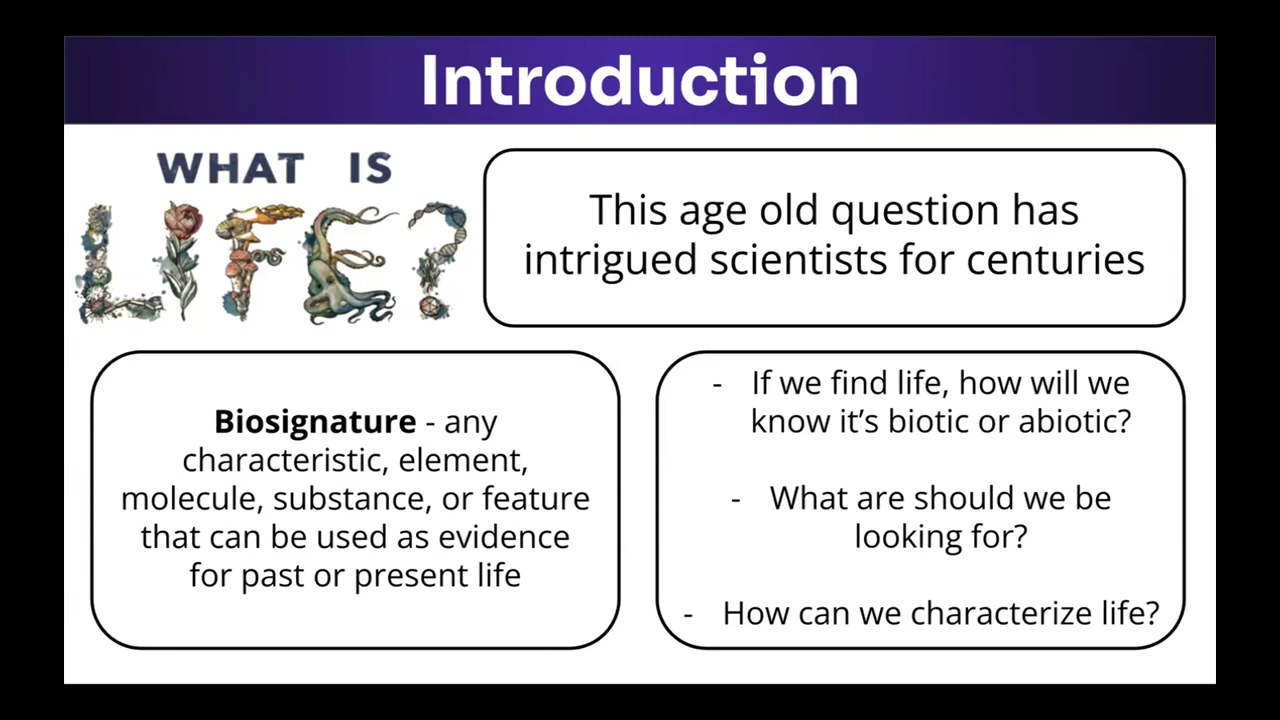 Introduction
WHAT IS
LIFE?
This age old question has
intrigued scientists for centuries
Biosignature - any
characteristic, element,
molecule, substance, or feature
that can be used as evidence
for past or present life
- If we find life, how will we
know it’s biotic or abiotic?
- What are should we be
looking for?
- How can we characterize life?